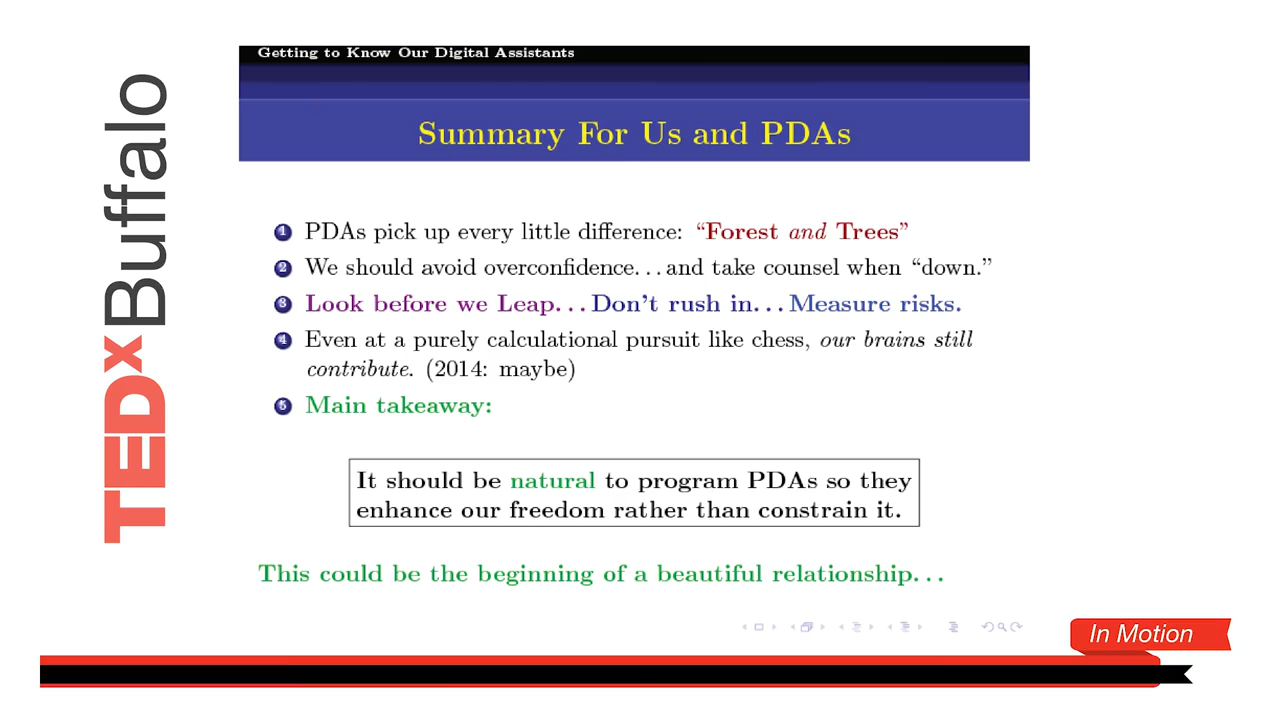 TEDxBuffalo
Getting to Know Our Digital Assistants
Summary For Us and PDAs
1 PDAs pick up every little difference: “Forest and Trees”
2 We should avoid overconfidence...and take counsel when “down.”
3 Look before we Leap...Don’t rush in...Measure risks.
4 Even at a purely calculational pursuit like chess, our brains still
contribute. (2014: maybe)
5 Main takeaway:
It should be natural to program PDAs so they
enhance our freedom rather than constrain it.
This could be the beginning of a beautiful relationship...
In Motion